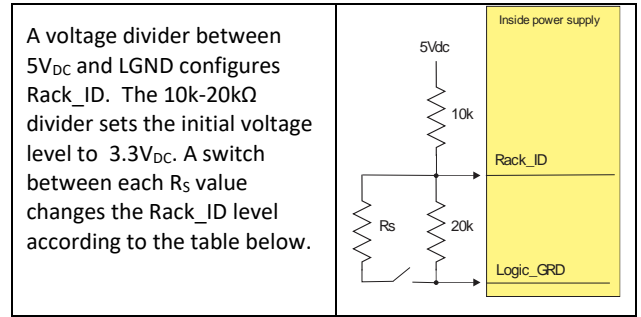 A voltage divider between
5VDC and LGND configures
Rack_ID.  The 10k-20kΩ
divider sets the initial voltage
level to  3.3VDC. A switch
between each RS value
changes the Rack_ID level
according to the table below.
Inside power supply
5Vdc
10k
Rack_ID
Rs
20k
Logic_GRD